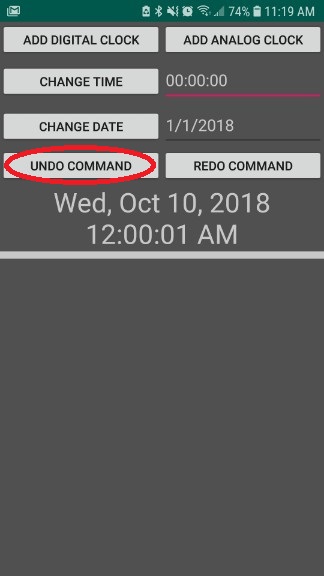 74% 11:19 AM
ADD DIGITAL CLOCK ADD ANALOG CLOCK
CHANGE TIME 00:00:00
CHANGE DATE 1/1/2018
UNDO COMMAND REDO COMMAND
Wed, Oct 10, 2018
12:00:01 AM